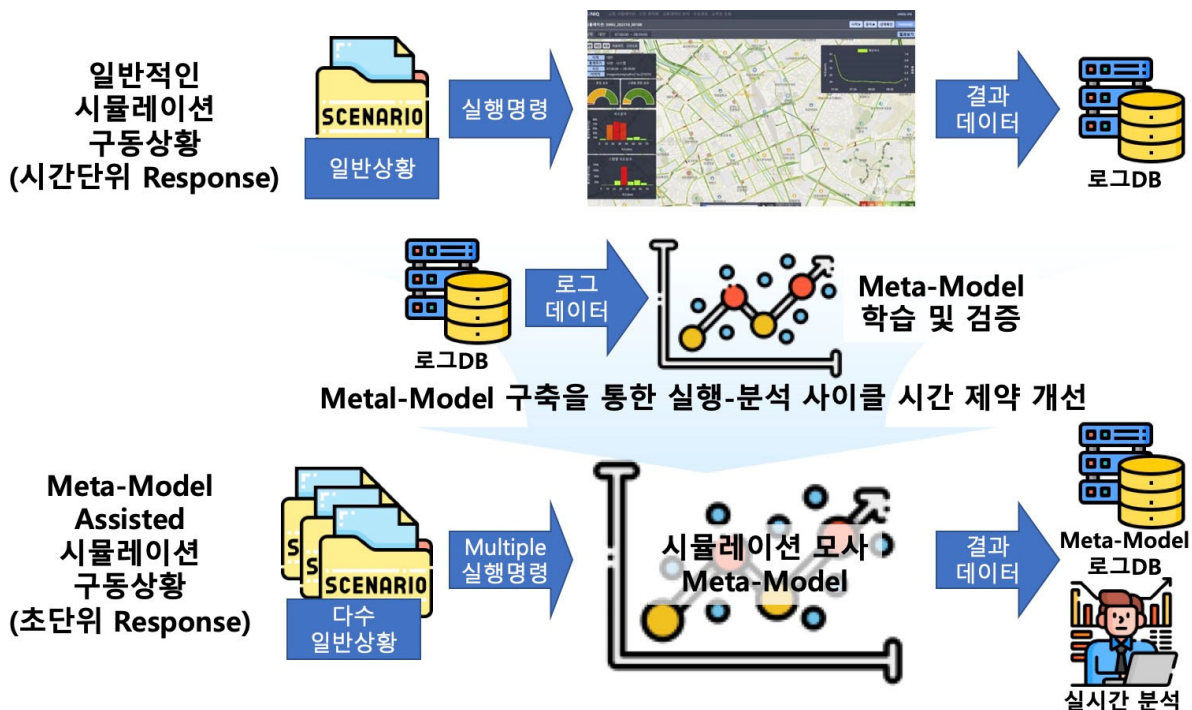 일반적인
시뮬레이션
구동상황
(시간단위 Response)
SCENARIO
일반상황
실행명령
결과
데이터
로그DB
로그DB
로그
데이터
Meta-Model
학습 및 검증
Metal-Model 구축을 통한 실행-분석 사이클 시간 제약 개선
Meta-Model
Assisted
시뮬레이션
구동상황
(초단위 Response)
S
S
SCENARIO
다수
일반상황
Multiple
실행명령
시뮬레이션 모사
Meta-Model
결과
데이터
Meta-Model
로그DB
실시간 분석